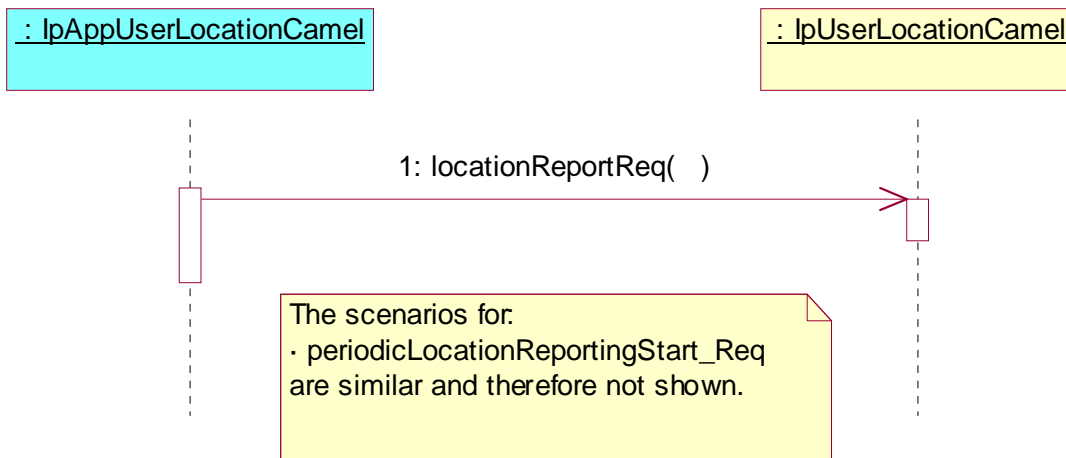 : IpAppUserLocationCamel
: IpUserLocationCamel
1: locationReportReq( )
The scenarios for:
· periodicLocationReportingStart_Req
are similar and therefore not shown.